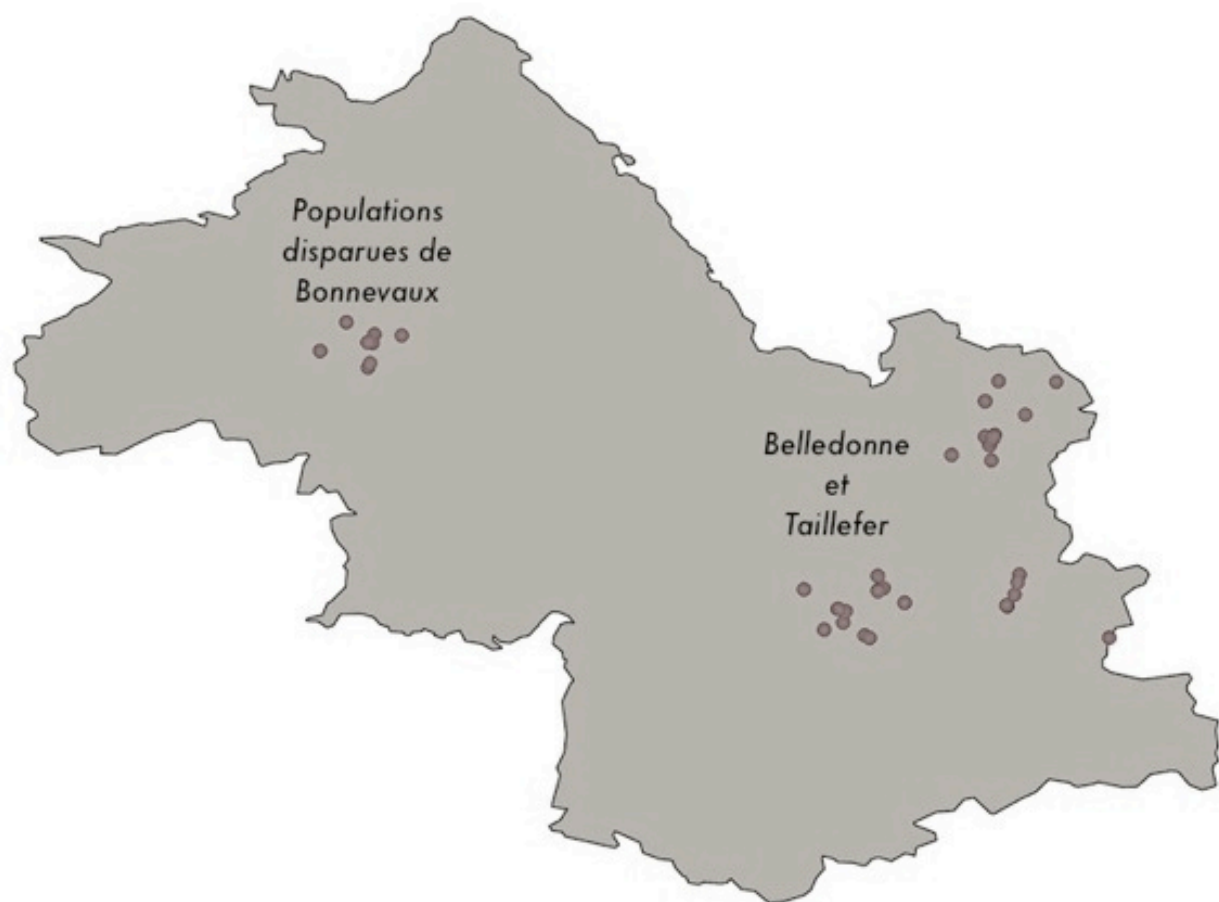 Populations
disparues de
Bonnevaux
Belledonne
et
Taillefer